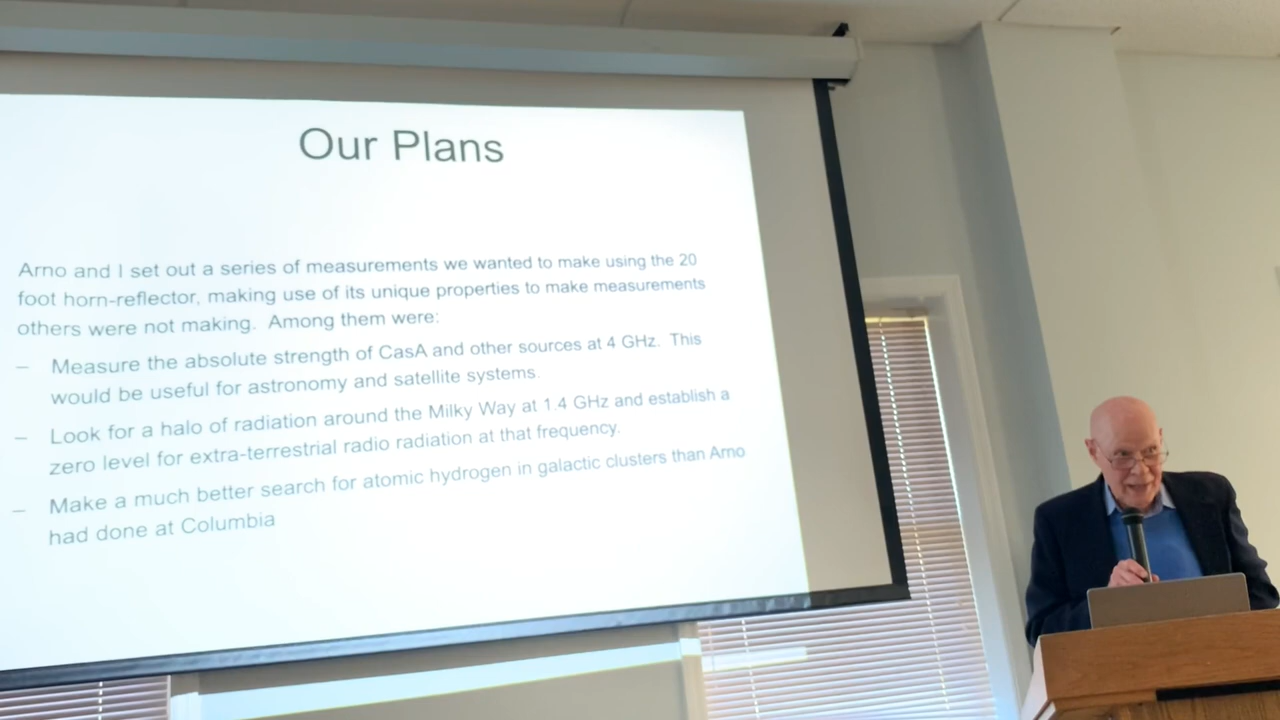 Our Plans
Arno and I set out a series of measurements we wanted to make using the 20
foot horn-reflector, making use of its unique properties to make measurements
others were not making.  Among them were:
– Measure the absolute strength of CasA and other sources at 4 GHz.  This
would be useful for astronomy and satellite systems.
– Look for a halo of radiation around the Milky Way at 1.4 GHz and establish a
zero level for extra-terrestrial radio radiation at that frequency.
– Make a much better search for atomic hydrogen in galactic clusters than Arno
had done at Columbia